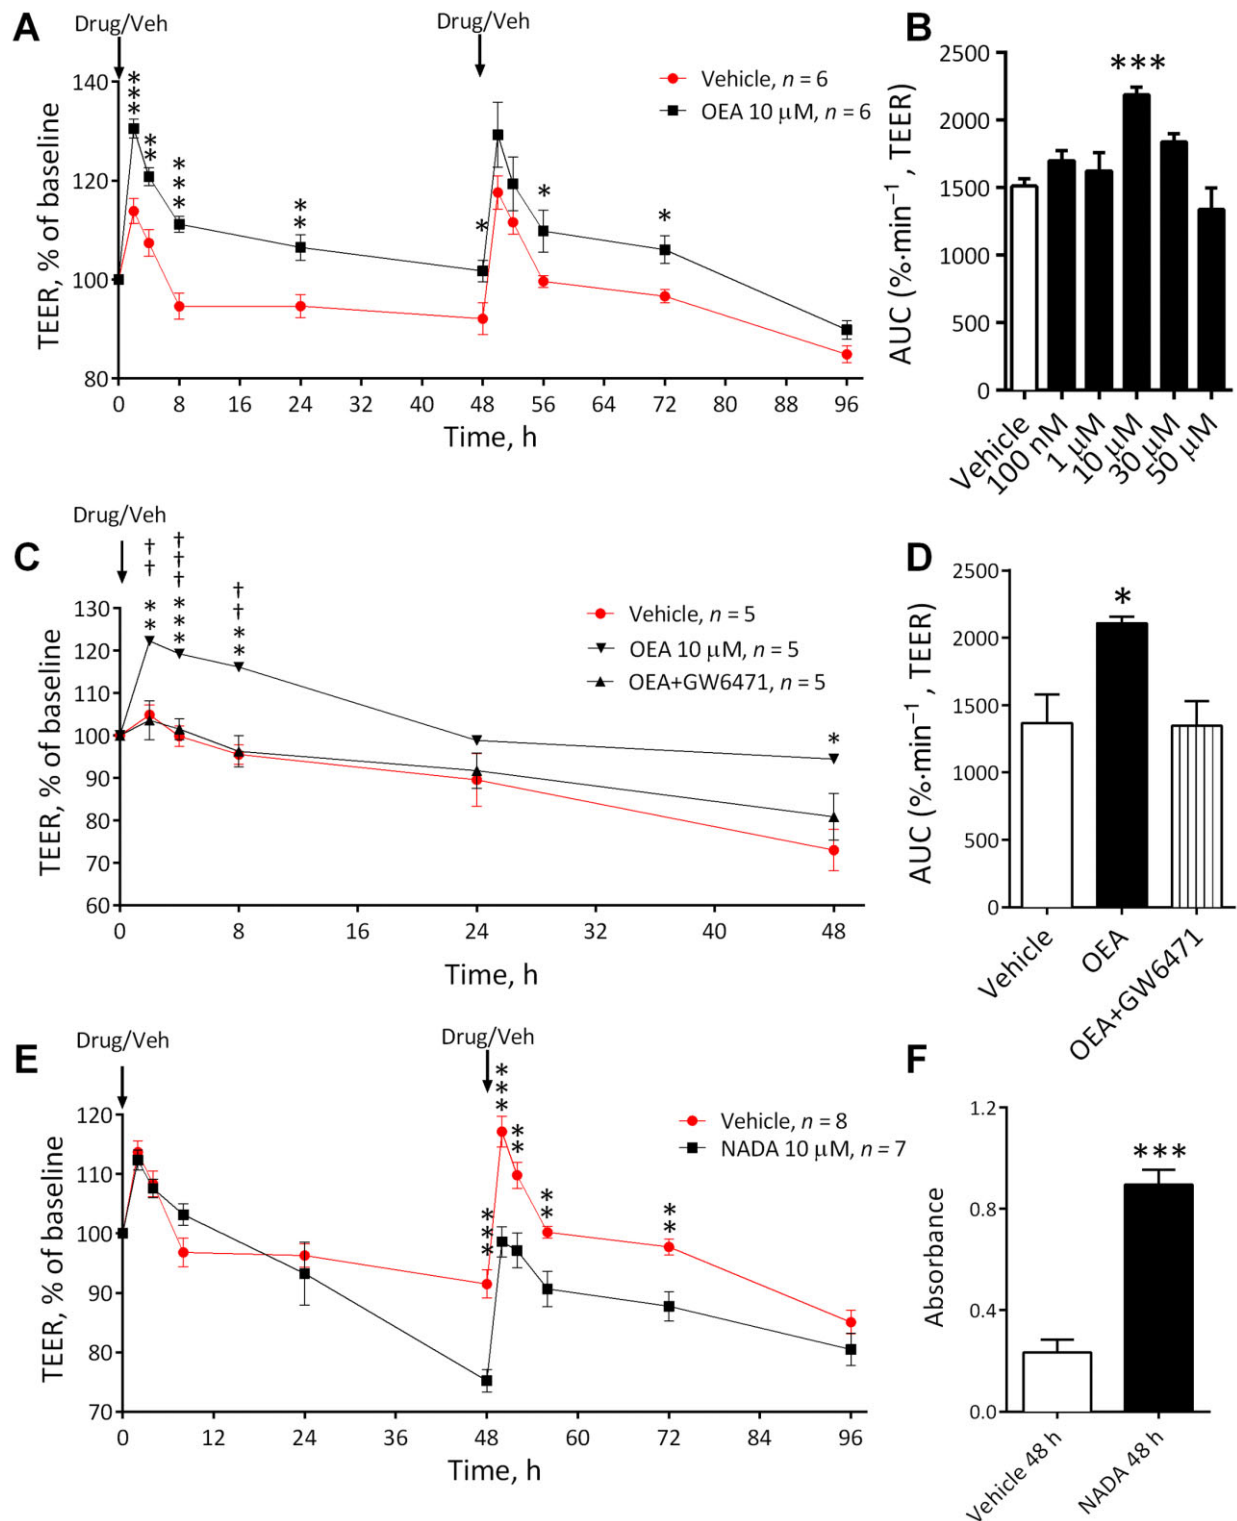 A
Drug/Veh
Drug/Veh
Vehicle, n = 6
OEA 10 μM, n = 6
TEER, % of baseline
140
120
100
80
***
**
***
**
*
*
*
0 8 16 24 32 40 48 56 64 72 80 88 96
Time, h
B
AUC (%·min⁻¹, TEER)
2500
2000
1500
1000
500
0
***
Vehicle
100 nM
1 μM
10 μM
30 μM
50 μM
C
Drug/Veh
Vehicle, n = 5
OEA 10 μM, n = 5
OEA+GW6471, n = 5
TEER, % of baseline
130
120
110
100
90
80
70
60
††**
†††***
††**
*
0 8 16 24 32 40 48
Time, h
D
AUC (%·min⁻¹, TEER)
2500
2000
1500
1000
500
0
*
Vehicle
OEA
OEA+GW6471
E
Drug/Veh
Drug/Veh
Vehicle, n = 8
NADA 10 μM, n = 7
TEER, % of baseline
120
110
100
90
80
70
***
***
**
**
**
0 12 24 36 48 60 72 84 96
Time, h
F
Absorbance
1.2
0.8
0.4
0.0
***
Vehicle 48 h
NADA 48 h